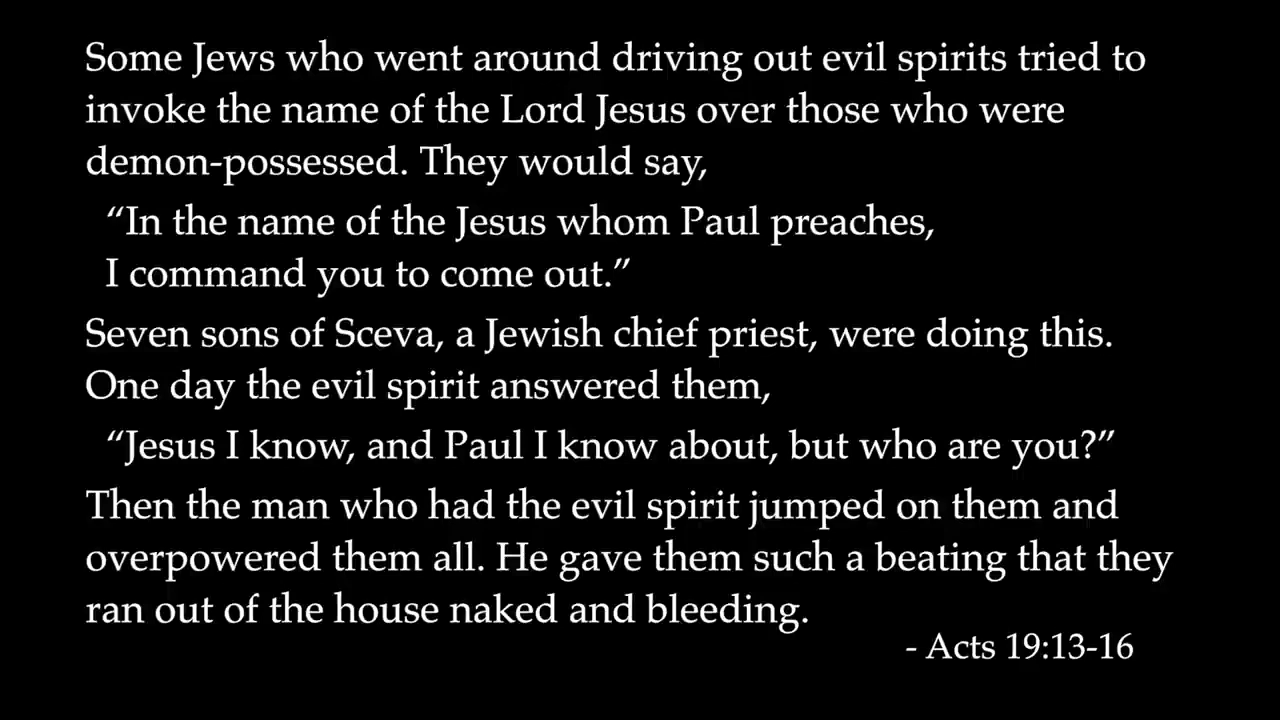 Some Jews who went around driving out evil spirits tried to
invoke the name of the Lord Jesus over those who were
demon-possessed. They would say,
“In the name of the Jesus whom Paul preaches,
I command you to come out.”
Seven sons of Sceva, a Jewish chief priest, were doing this.
One day the evil spirit answered them,
“Jesus I know, and Paul I know about, but who are you?”
Then the man who had the evil spirit jumped on them and
overpowered them all. He gave them such a beating that they
ran out of the house naked and bleeding.
- Acts 19:13-16